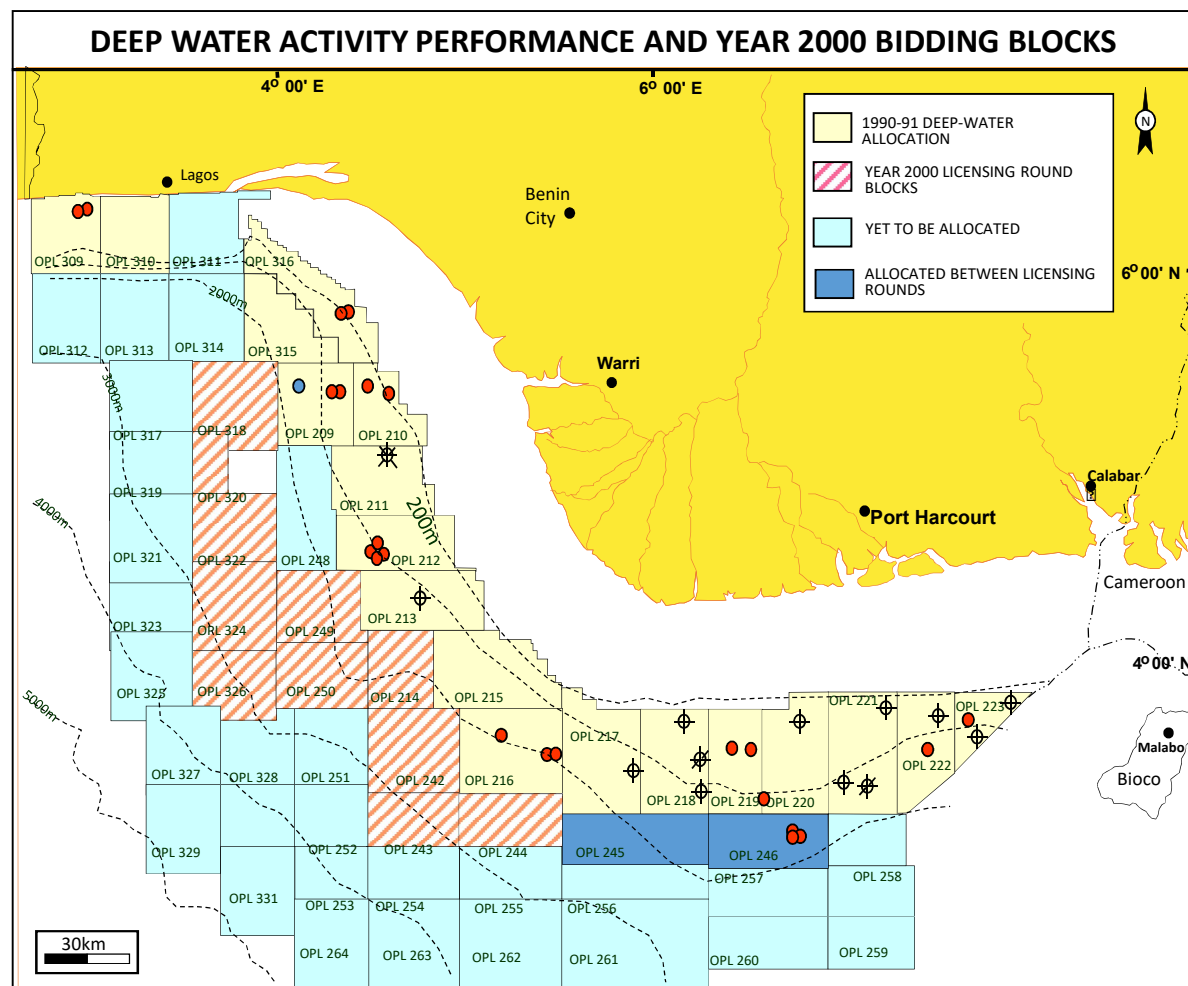 DEEP WATER ACTIVITY PERFORMANCE AND YEAR 2000 BIDDING BLOCKS
4⁰ 00' E
6⁰ 00' E
1990-91 DEEP-WATER
ALLOCATION
YEAR 2000 LICENSING ROUND
BLOCKS
YET TO BE ALLOCATED
ALLOCATED BETWEEN LICENSING
ROUNDS
N
Lagos
Benin
City
6⁰ 00' N
OPL 309
OPL 310
OPL 311
OPL 316
2000m
OPL 312
OPL 313
OPL 314
OPL 315
Warri
3000m
OPL 317
OPL 318
OPL 209
OPL 210
Calabar
OPL 319
OPL 320
OPL 211
200m
Port Harcourt
4000m
OPL 321
OPL 322
OPL 248
OPL 212
Cameroon
OPL 323
OPL 324
OPL 249
OPL 213
4⁰ 00' N
OPL 325
OPL 326
OPL 250
OPL 214
OPL 215
5000m
OPL 221
OPL 223
OPL 217
Malabo
Bioco
OPL 327
OPL 328
OPL 251
OPL 242
OPL 216
OPL 222
OPL 218
OPL 219
OPL 220
OPL 329
OPL 252
OPL 243
OPL 244
OPL 245
OPL 246
OPL 257
OPL 258
OPL 331
OPL 253
OPL 254
OPL 255
OPL 256
30km
OPL 264
OPL 263
OPL 262
OPL 261
OPL 260
OPL 259